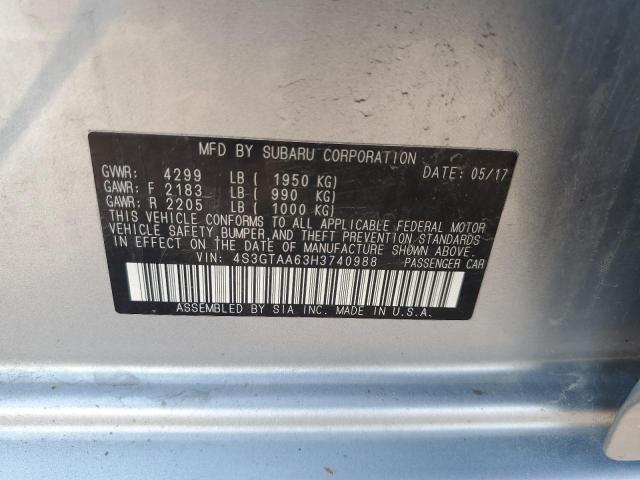 MFD BY SUBARU CORPORATION
GVWR: 4299 LB ( 1950 KG) DATE: 05/17
GAWR: F 2183 LB ( 990 KG)
GAWR: R 2205 LB ( 1000 KG)
THIS VEHICLE CONFORMS TO ALL APPLICABLE FEDERAL MOTOR
VEHICLE SAFETY,BUMPER,AND THEFT PREVENTION STANDARDS
IN EFFECT ON THE DATE OF MANUFACTURE SHOWN ABOVE.
VIN: 4S3GTAA63H3740988 PASSENGER CAR
ASSEMBLED BY SIA INC. MADE IN U.S.A.